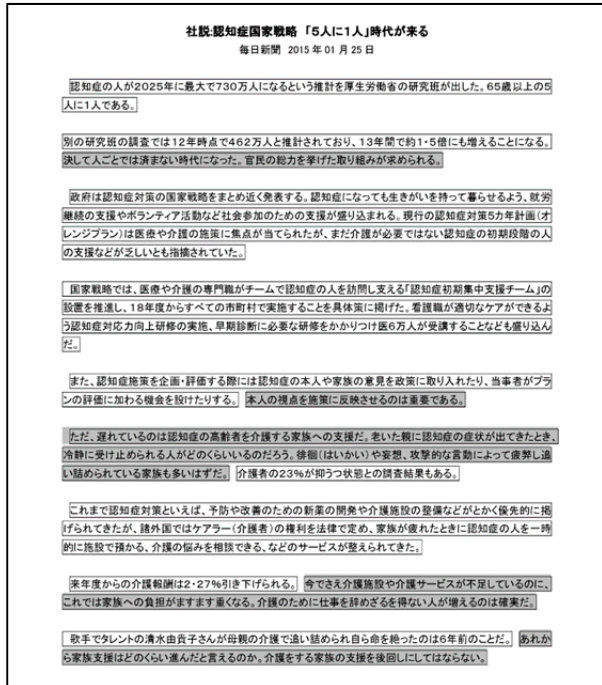 社説:認知症国家戦略 「5人に1人」時代が来る
毎日新聞 2015年01月25日
認知症の人が2025年に最大で730万人になるという推計を厚生労働省の研究班が出した。65歳以上の5
人に1人である。
別の研究班の調査では12年時点で462万人と推計されており、13年間で約1・5倍にも増えることになる。
決して人ごとでは済まない時代になった。官民の総力を挙げた取り組みが求められる。
政府は認知症対策の国家戦略をまとめ近く発表する。認知症になっても生きがいを持って暮らせるよう、就労
継続の支援やボランティア活動など社会参加のための支援が盛り込まれる。現行の認知症対策5カ年計画(オ
レンジプラン)は医療や介護の施策に焦点が当てられたが、まだ介護が必要ではない認知症の初期段階の人
の支援などが乏しいとも指摘されていた。
国家戦略では、医療や介護の専門職がチームで認知症の人を訪問し支える「認知症初期集中支援チーム」の
設置を推進し、18年度からすべての市町村で実施することを具体策に掲げた。看護職が適切なケアができるよ
う認知症対応力向上研修の実施、早期診断に必要な研修をかかりつけ医6万人が受講することなども盛り込ん
だ。
また、認知症施策を企画・評価する際には認知症の本人や家族の意見を政策に取り入れたり、当事者がプラ
ンの評価に加わる機会を設けたりする。 本人の視点を施策に反映させるのは重要である。
ただ、遅れているのは認知症の高齢者を介護する家族への支援だ。老いた親に認知症の症状が出てきたとき、
冷静に受け止められる人がどのくらいいるのだろう。徘徊(はいかい)や妄想、攻撃的な言動によって疲弊し追
い詰められている家族も多いはずだ。 介護者の23%が抑うつ状態との調査結果もある。
これまで認知症対策といえば、予防や改善のための新薬の開発や介護施設の整備などがとかく優先的に掲
げられてきたが、諸外国ではケアラー(介護者)の権利を法律で定め、家族が疲れたときに認知症の人を一時
的に施設で預かる、介護の悩みを相談できる、などのサービスが整えられてきた。
来年度からの介護報酬は2・27%引き下げられる。 今でさえ介護施設や介護サービスが不足しているのに、
これでは家族への負担がますます重くなる。介護のために仕事を辞めざるを得ない人が増えるのは確実だ。
歌手でタレントの清水由貴子さんが母親の介護で追い詰められ自ら命を絶ったのは6年前のことだ。 あれか
ら家族支援はどのくらい進んだと言えるのか。介護をする家族の支援を後回しにしてはならない。